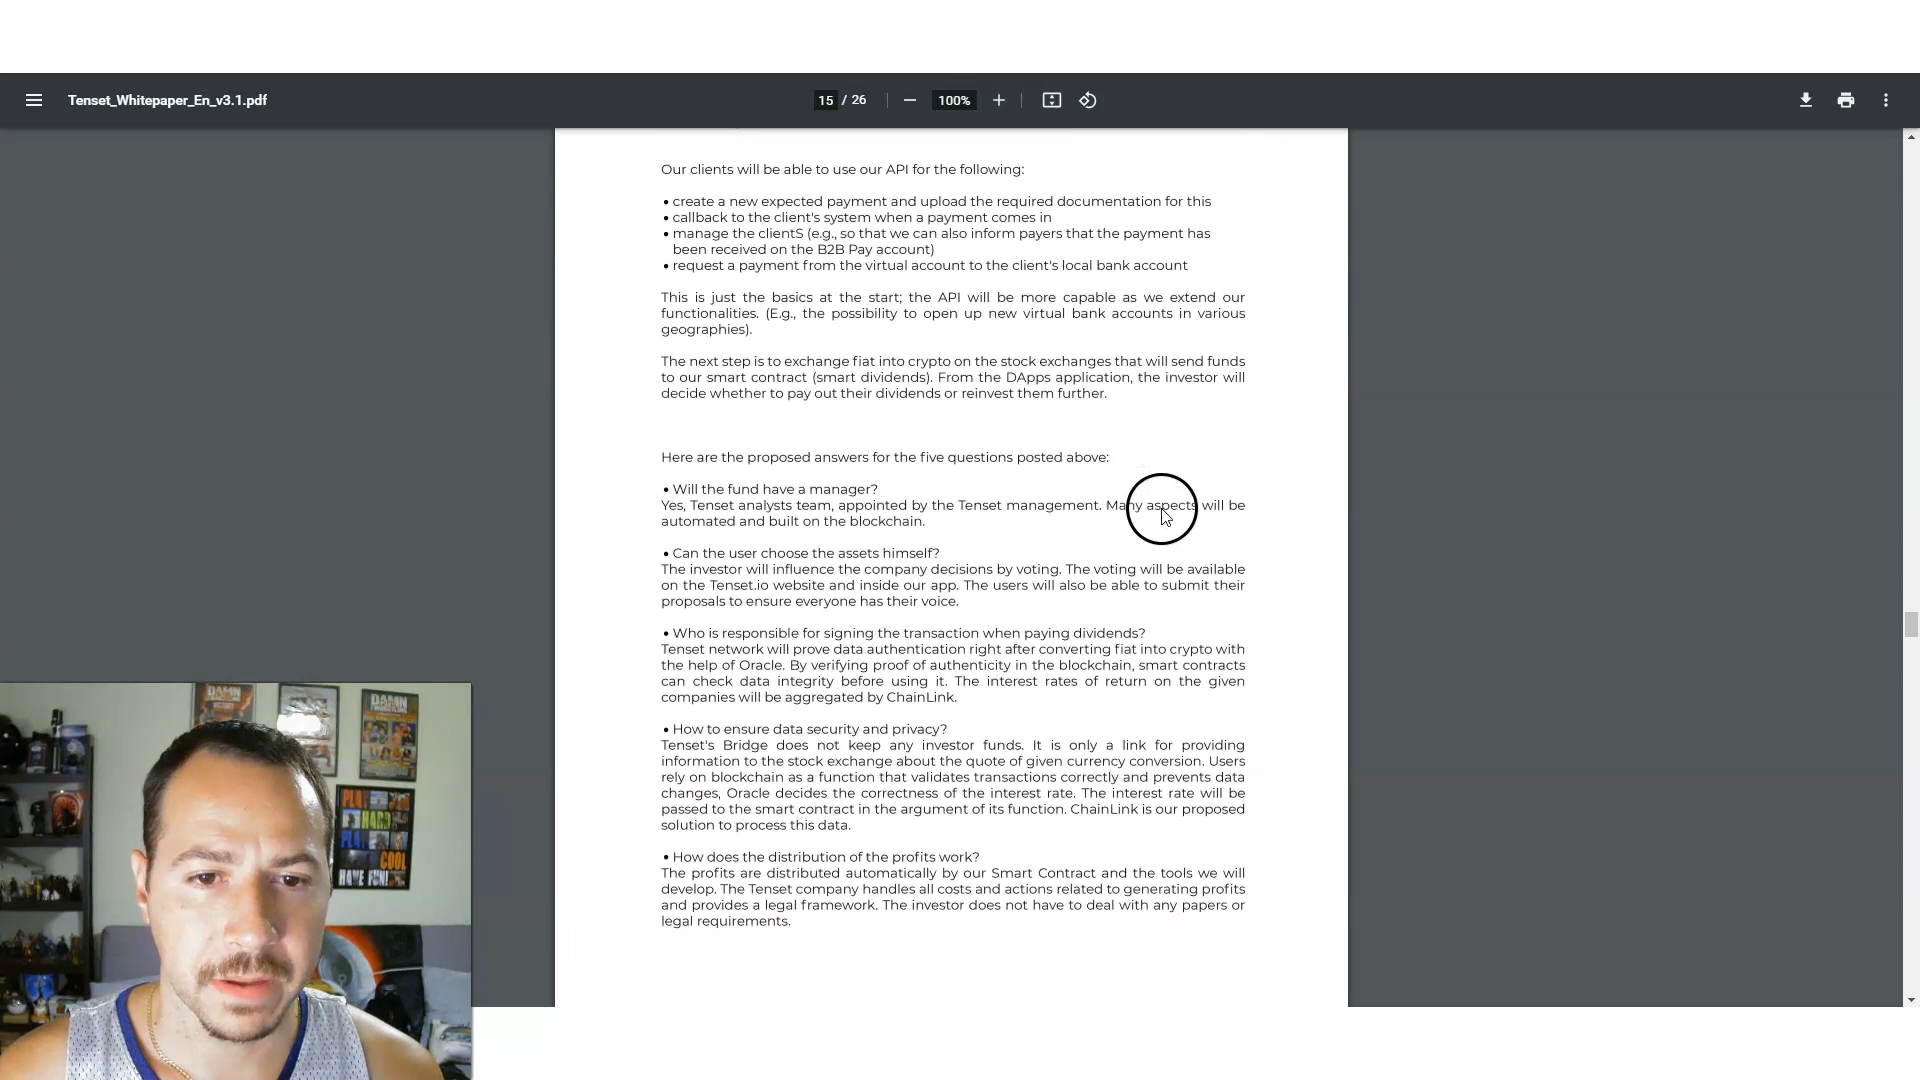 Tenset_Whitepaper_En_v3.1.pdf
15 / 26
100%
Our clients will be able to use our API for the following:
• create a new expected payment and upload the required documentation for this
• callback to the client's system when a payment comes in
• manage the clientS (e.g., so that we can also inform payers that the payment has
been received on the B2B Pay account)
• request a payment from the virtual account to the client's local bank account
This is just the basics at the start; the API will be more capable as we extend our
functionalities. (E.g., the possibility to open up new virtual bank accounts in various
geographies).
The next step is to exchange fiat into crypto on the stock exchanges that will send funds
to our smart contract (smart dividends). From the DApps application, the investor will
decide whether to pay out their dividends or reinvest them further.
Here are the proposed answers for the five questions posted above:
• Will the fund have a manager?
Yes, Tenset analysts team, appointed by the Tenset management. Many aspects will be
automated and built on the blockchain.
• Can the user choose the assets himself?
The investor will influence the company decisions by voting. The voting will be available
on the Tenset.io website and inside our app. The users will also be able to submit their
proposals to ensure everyone has their voice.
• Who is responsible for signing the transaction when paying dividends?
Tenset network will prove data authentication right after converting fiat into crypto with
the help of Oracle. By verifying proof of authenticity in the blockchain, smart contracts
can check data integrity before using it. The interest rates of return on the given
companies will be aggregated by ChainLink.
• How to ensure data security and privacy?
Tenset's Bridge does not keep any investor funds. It is only a link for providing
information to the stock exchange about the quote of given currency conversion. Users
rely on blockchain as a function that validates transactions correctly and prevents data
changes, Oracle decides the correctness of the interest rate. The interest rate will be
passed to the smart contract in the argument of its function. ChainLink is our proposed
solution to process this data.
• How does the distribution of the profits work?
The profits are distributed automatically by our Smart Contract and the tools we will
develop. The Tenset company handles all costs and actions related to generating profits
and provides a legal framework. The investor does not have to deal with any papers or
legal requirements.
DAMN
DAMN
PLAY
HARD
PLAY
COOL
HAVE FUN!